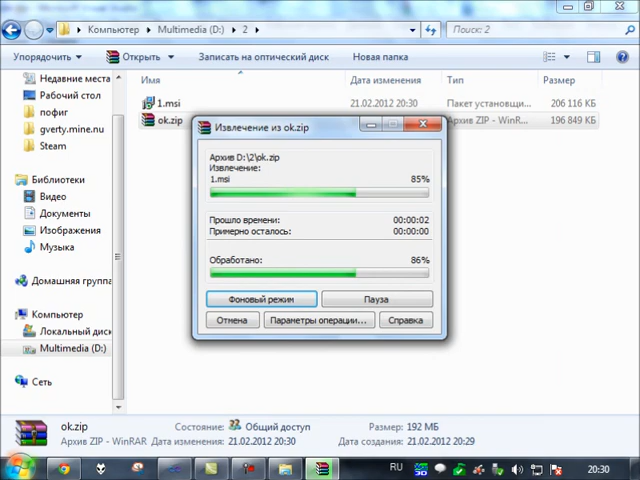 Компьютер ▸ Multimedia (D:) ▸ 2
Поиск: 2
Упорядочить
Открыть
Записать на оптический диск
Новая папка
Недавние места
Рабочий стол
пофиг
gverty.mine.nu
Steam
Библиотеки
Видео
Документы
Изображения
Музыка
Домашняя группа
Компьютер
Локальный диск
Multimedia (D:)
Сеть
Имя
Дата изменения
Тип
Размер
1.msi
21.02.2012 20:30
Пакет установщи...
206 116 КБ
ok.zip
Архив ZIP - WinR...
196 849 КБ
Извлечение из ok.zip
Архив D:\2\ok.zip
Извлечение:
1.msi
85%
Прошло времени:
00:00:02
Примерно осталось:
00:00:00
Обработано:
86%
Фоновый режим
Пауза
Отмена
Параметры операции...
Справка
ok.zip
Состояние:
Общий доступ
Размер: 192 МБ
Архив ZIP - WinRAR
Дата изменения: 21.02.2012 20:30
Дата создания: 21.02.2012 20:29
RU
20:30